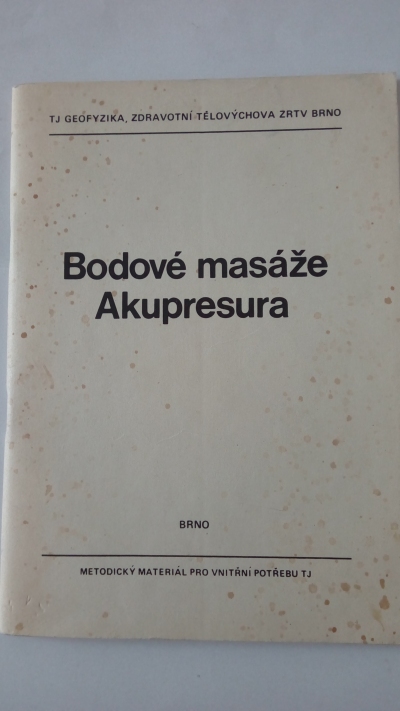 TJ GEOFYZIKA, ZDRAVOTNÍ TĚLOVÝCHOVA ZRTV BRNO
Bodové masáže
Akupresura
BRNO
METODICKÝ MATERIÁL PRO VNITŘNÍ POTŘEBU TJ